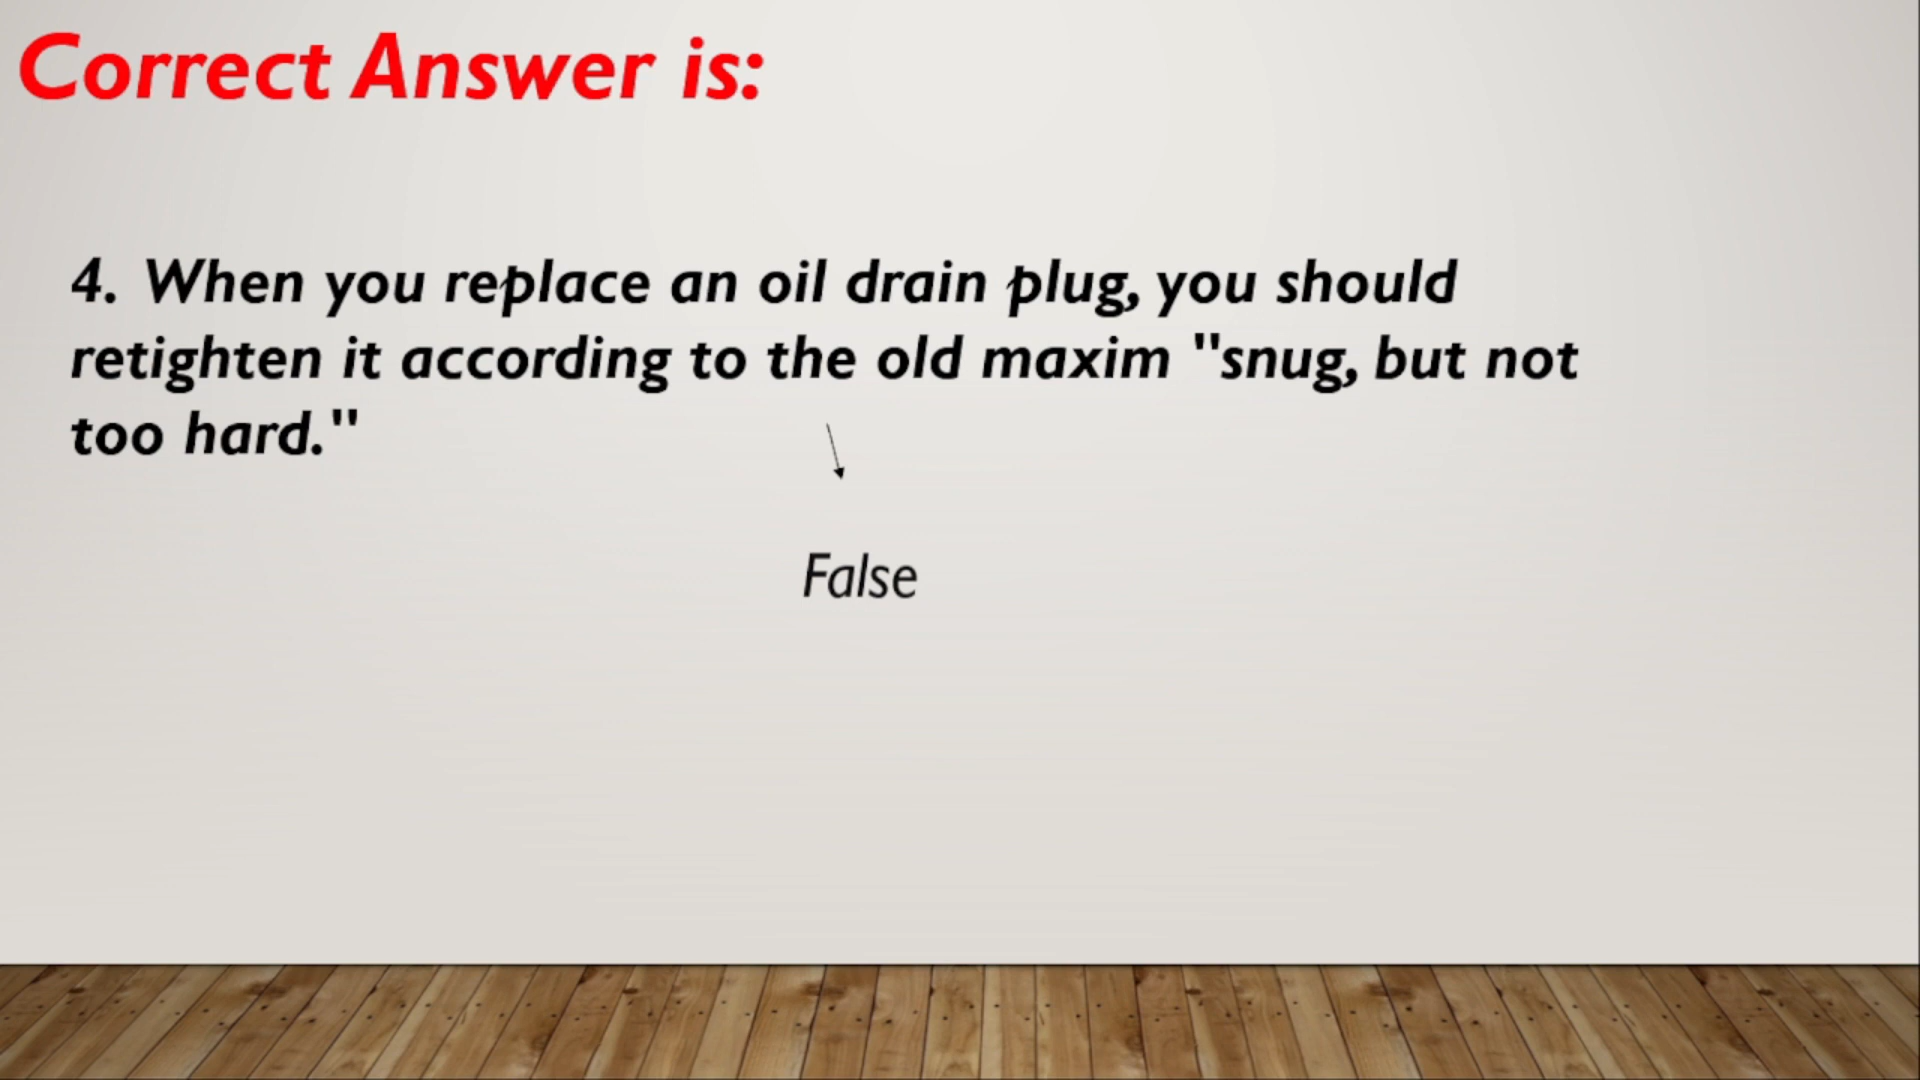 Correct Answer is:
4. When you replace an oil drain plug, you should
retighten it according to the old maxim "snug, but not
too hard."
False